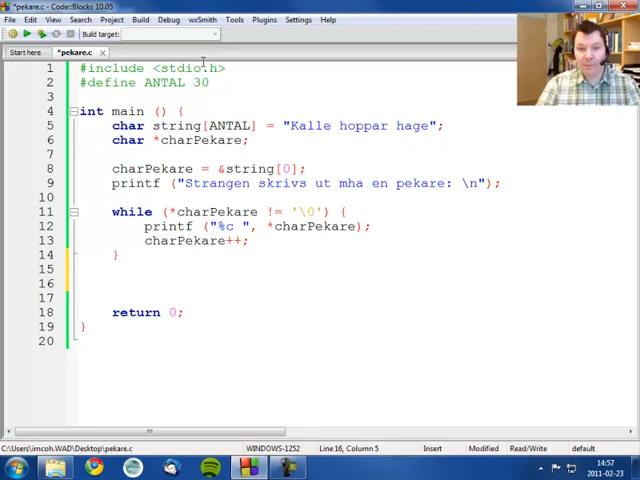 *pekare.c - Code::Blocks 10.05
File Edit View Search Project Build Debug wxSmith Tools Plugins Settings Help
Build target:
Start here *pekare.c
1 #include <stdio.h>
2 #define ANTAL 30
3
4 int main () {
5 char string[ANTAL] = "Kalle hoppar hage";
6 char *charPekare;
7
8 charPekare = &string[0];
9 printf ("Strangen skrivs ut mha en pekare: \n");
10
11 while (*charPekare != '\0') {
12 printf ("%c ", *charPekare);
13 charPekare++;
14 }
15
16
17
18 return 0;
19 }
20
C:\Users\imcoh.WAD\Desktop\pekare.c WINDOWS-1252 Line 16, Column 5 Insert Modified Read/Write default
14:57
2011-02-23